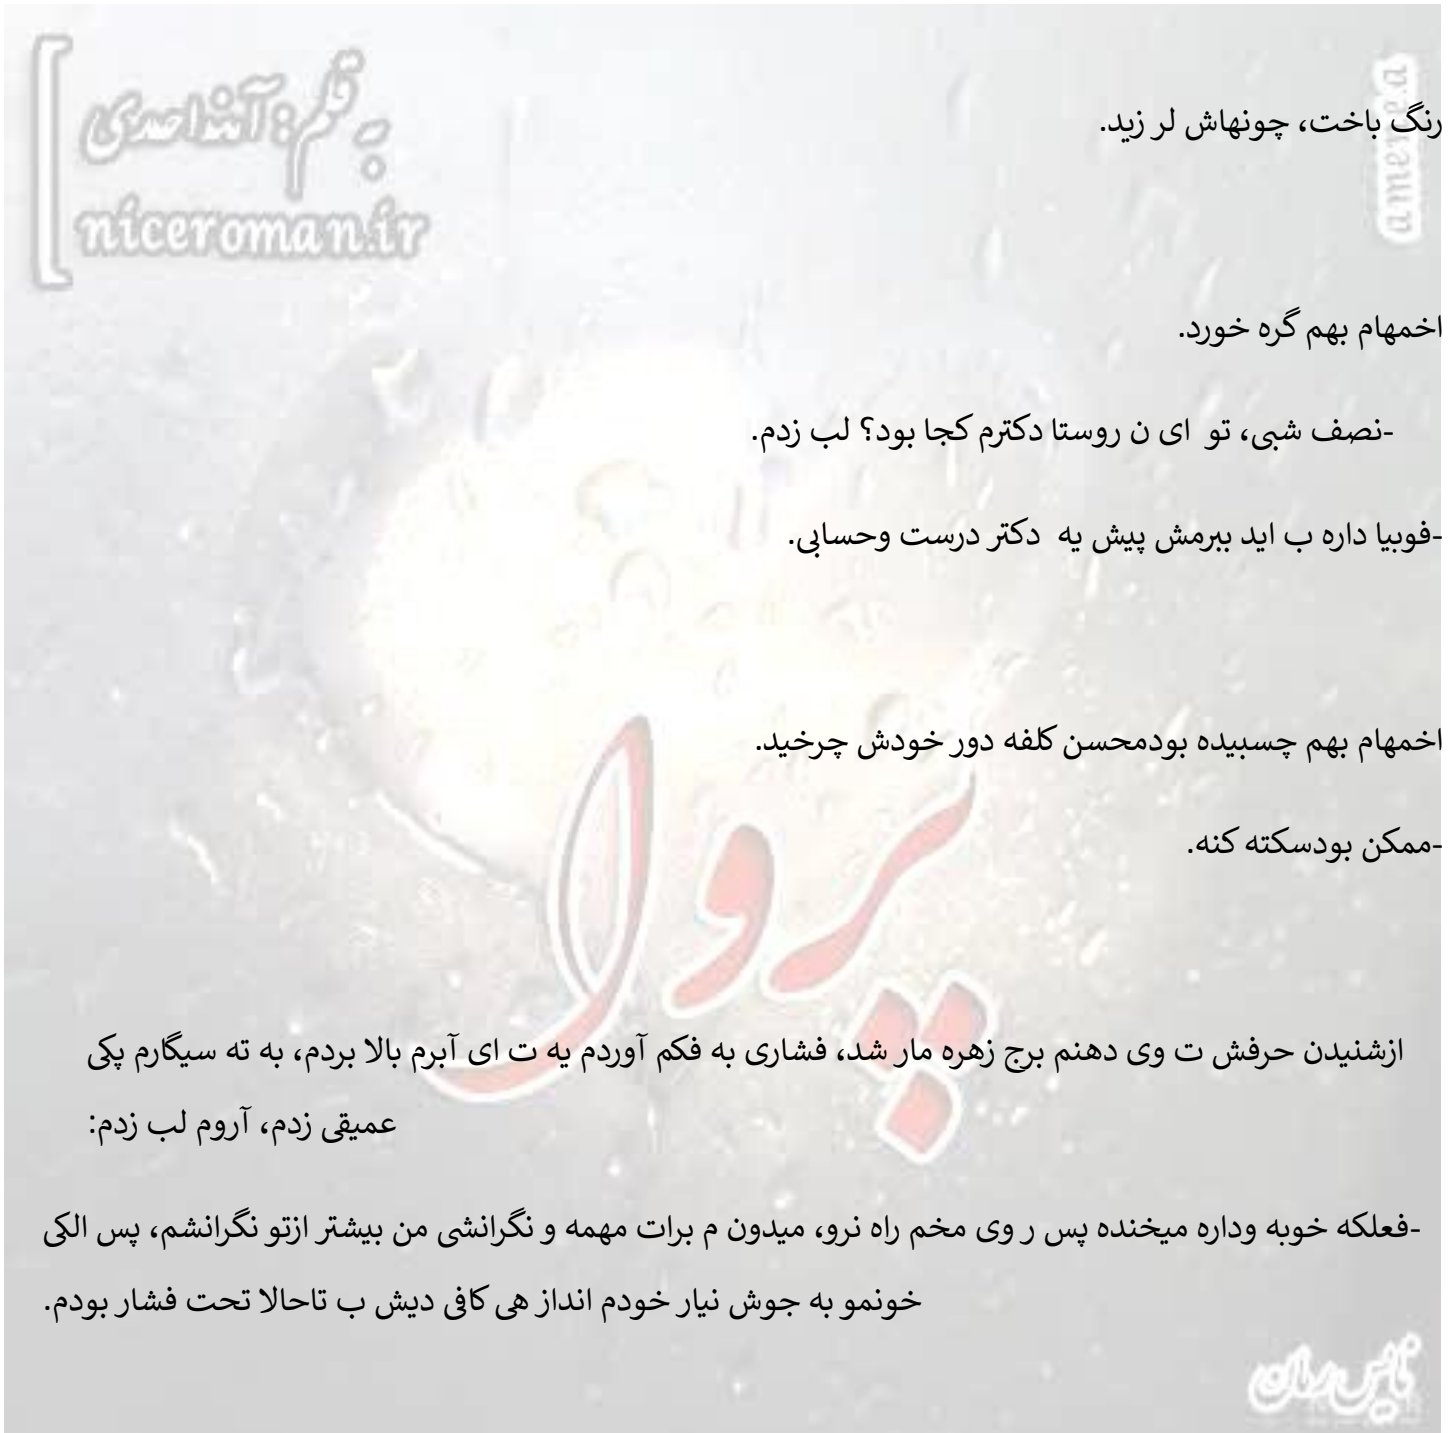 به قلم: آمنه احمدی
niceroman.ir
رنگ باخت، چونهاش لر زید.
اخمهام بهم گره خورد.
-نصف شبی، تو ای ن روستا دکترم کجا بود؟ لب زدم.
-فوبیا داره ب اید ببرمش پیش یه دکتر درست وحسابی.
اخمهام بهم چسبیده بودمحسن کلفه دور خودش چرخید.
-ممکن بودسکته کنه.
پروا
ازشنیدن حرفش ت وی دهنم برج زهره مار شد، فشاری به فکم آوردم یه ت ای آبرم بالا بردم، به ته سیگارم پکی
عمیقی زدم، آروم لب زدم:
-فعلکه خوبه وداره میخنده پس ر وی مخم راه نرو، میدون م برات مهمه و نگرانشی من بیشتر ازتو نگرانشم، پس الکی
خونمو به جوش نیار خودم انداز هی کافی دیش ب تاحالا تحت فشار بودم.
نایس رمان